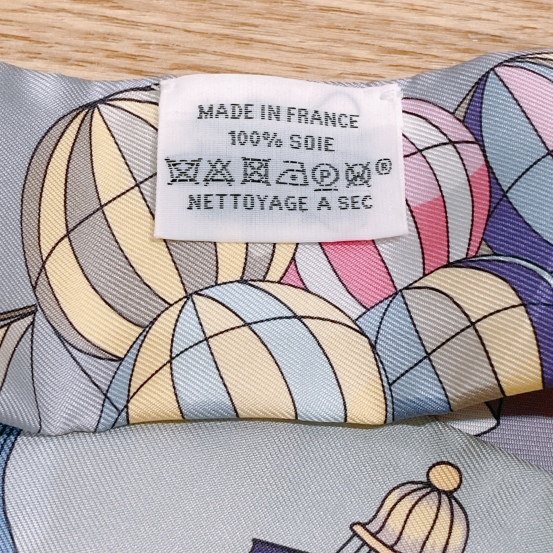 MADE IN FRANCE
100% SOIE
P W ®
NETTOYAGE A SEC